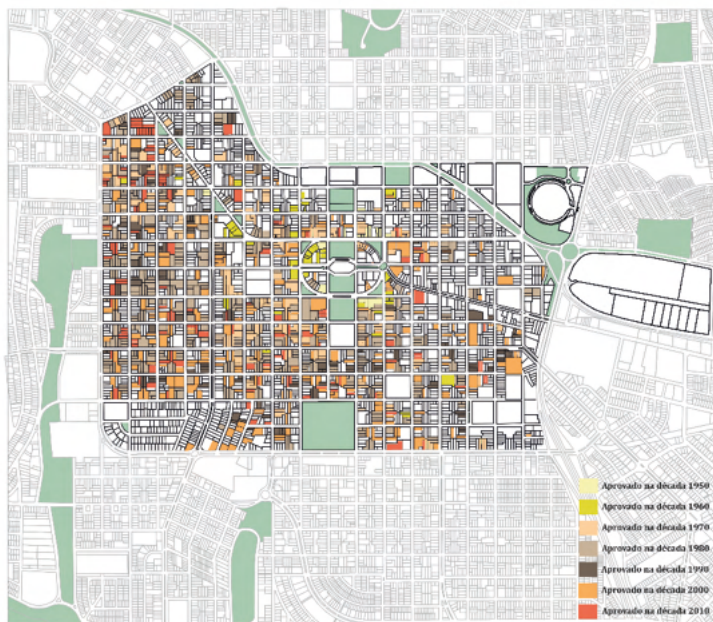 Aprovado na década 1950
Aprovado na década 1960
Aprovado na década 1970
Aprovado na década 1980
Aprovado na década 1990
Aprovado na década 2000
Aprovado na década 2010